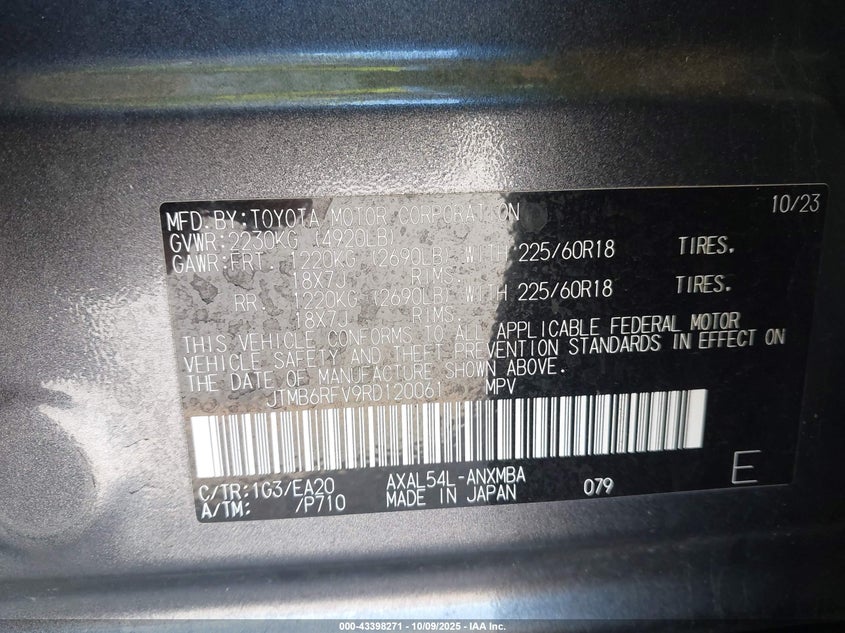 MFD.BY:TOYOTA MOTOR CORPORATION 10/23
GVWR:2230KG (4920LB)
GAWR:FRT. 1220KG (2690LB) WITH 225/60R18 TIRES.
18X7J RIMS.
RR. 1220KG (2690LB) WITH 225/60R18 TIRES.
18X7J RIMS.
THIS VEHICLE CONFORMS TO ALL APPLICABLE FEDERAL MOTOR
VEHICLE SAFETY AND THEFT PREVENTION STANDARDS IN EFFECT ON
THE DATE OF MANUFACTURE SHOWN ABOVE.
JTMB6RFV9RD120061 MPV
C/TR:1G3/EA20 AXAL54L-ANXMBA E
A/TM: /P710 MADE IN JAPAN 079
000-43398271 - 10/09/2025 - IAA Inc.